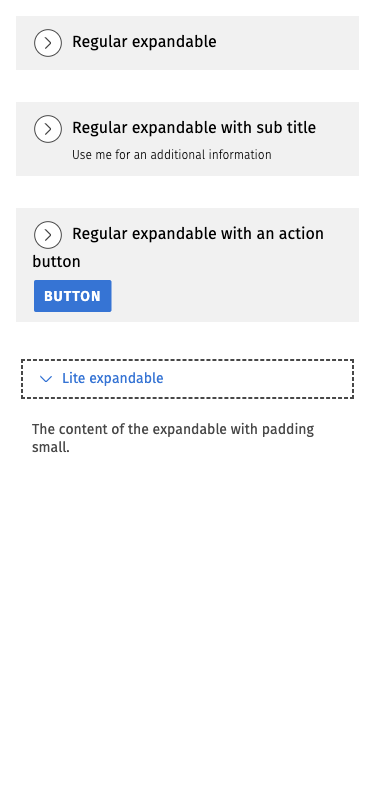 Regular expandable
Regular expandable with sub title
Use me for an additional information
Regular expandable with an action
button
BUTTON
Lite expandable
The content of the expandable with padding
small.